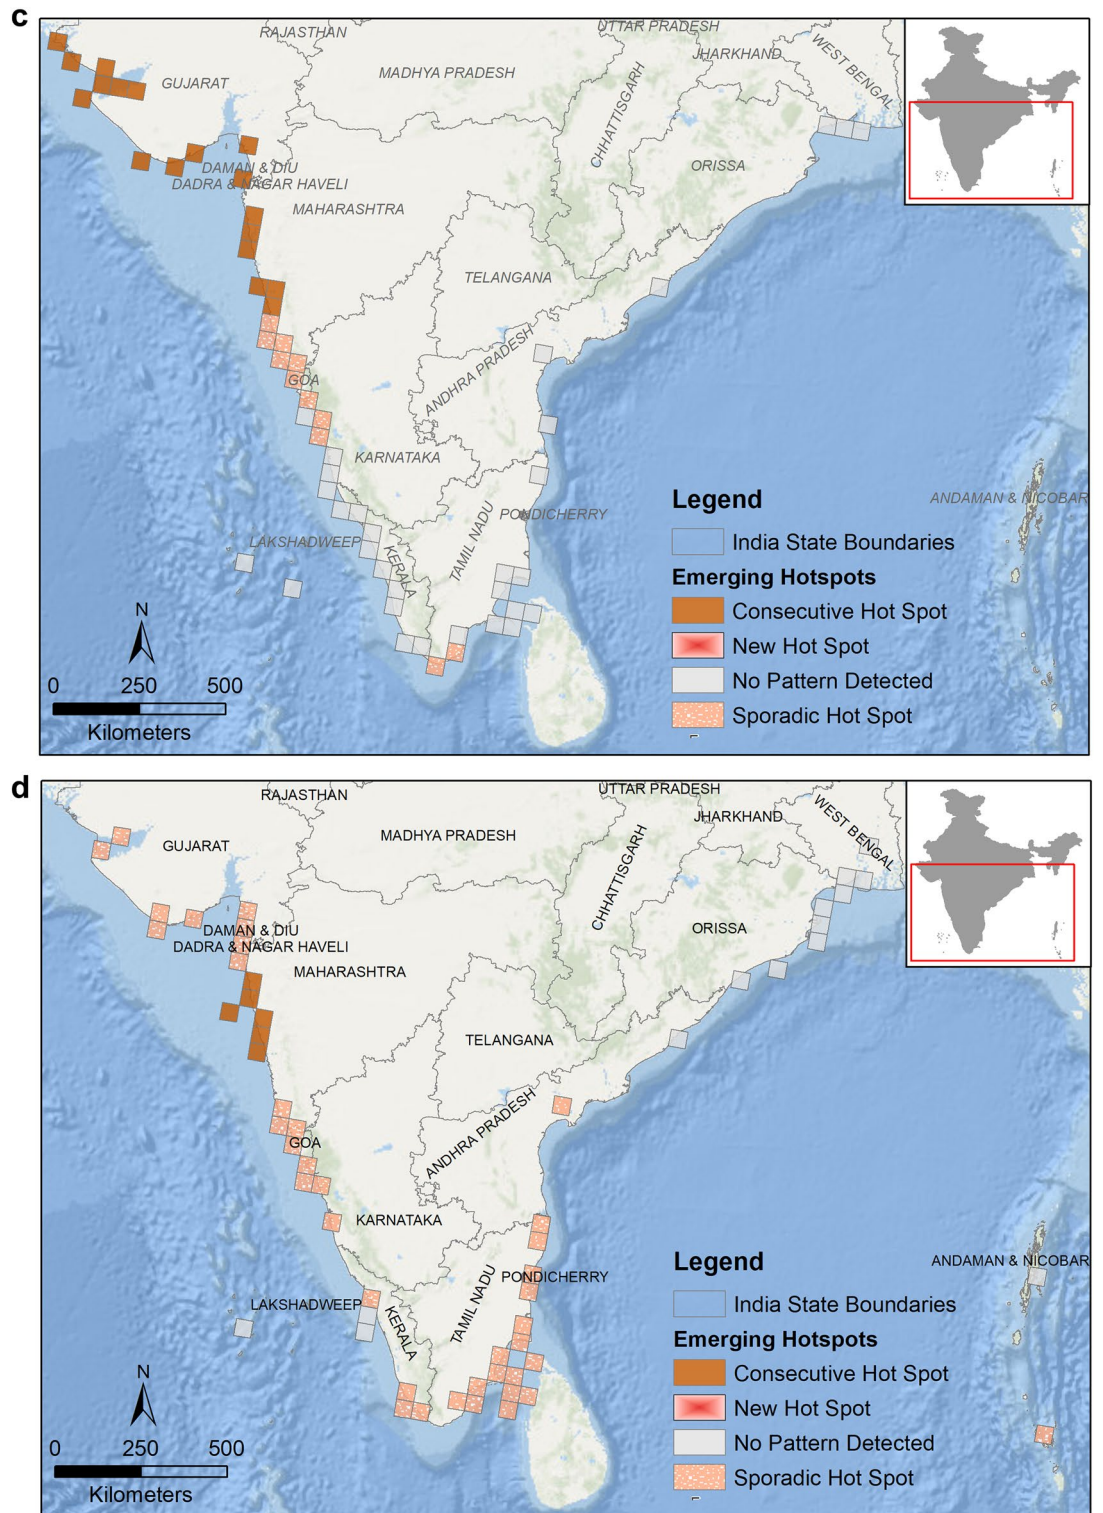 c
RAJASTHAN
UTTAR PRADESH
JHARKHAND
WEST BENGAL
MADHYA PRADESH
GUJARAT
CHHATTISGARH
ORISSA
DAMAN & DIU
DADRA & NAGAR HAVELI
MAHARASHTRA
TELANGANA
ANDHRA PRADESH
GOA
KARNATAKA
ANDAMAN & NICOBAR
PONDICHERRY
TAMIL NADU
LAKSHADWEEP
KERALA
Legend
India State Boundaries
Emerging Hotspots
Consecutive Hot Spot
New Hot Spot
No Pattern Detected
Sporadic Hot Spot
N
0 250 500
Kilometers
d
RAJASTHAN
UTTAR PRADESH
JHARKHAND
WEST BENGAL
MADHYA PRADESH
GUJARAT
CHHATTISGARH
ORISSA
DAMAN & DIU
DADRA & NAGAR HAVELI
MAHARASHTRA
TELANGANA
ANDHRA PRADESH
GOA
KARNATAKA
ANDAMAN & NICOBAR
PONDICHERRY
TAMIL NADU
LAKSHADWEEP
KERALA
Legend
India State Boundaries
Emerging Hotspots
Consecutive Hot Spot
New Hot Spot
No Pattern Detected
Sporadic Hot Spot
N
0 250 500
Kilometers